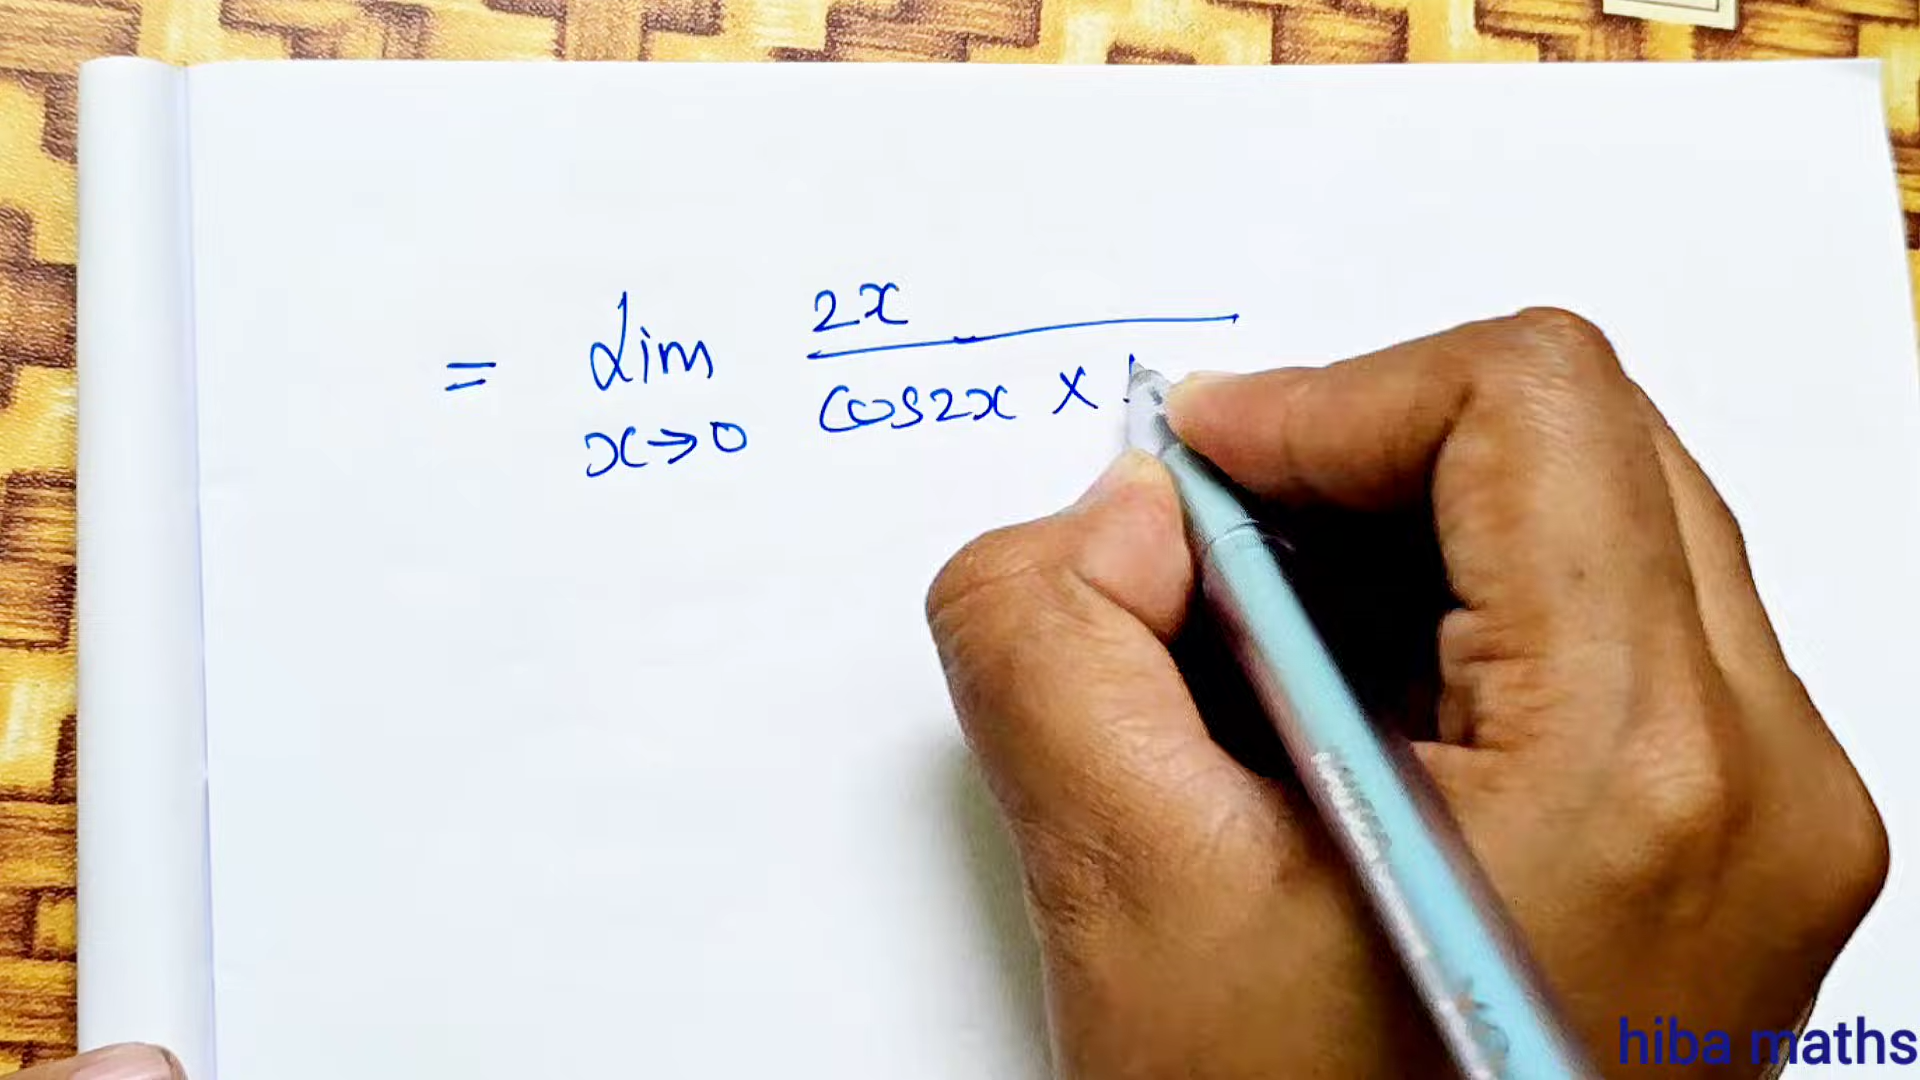 = Lim 2x
x→0 cos2x ×
hiba maths